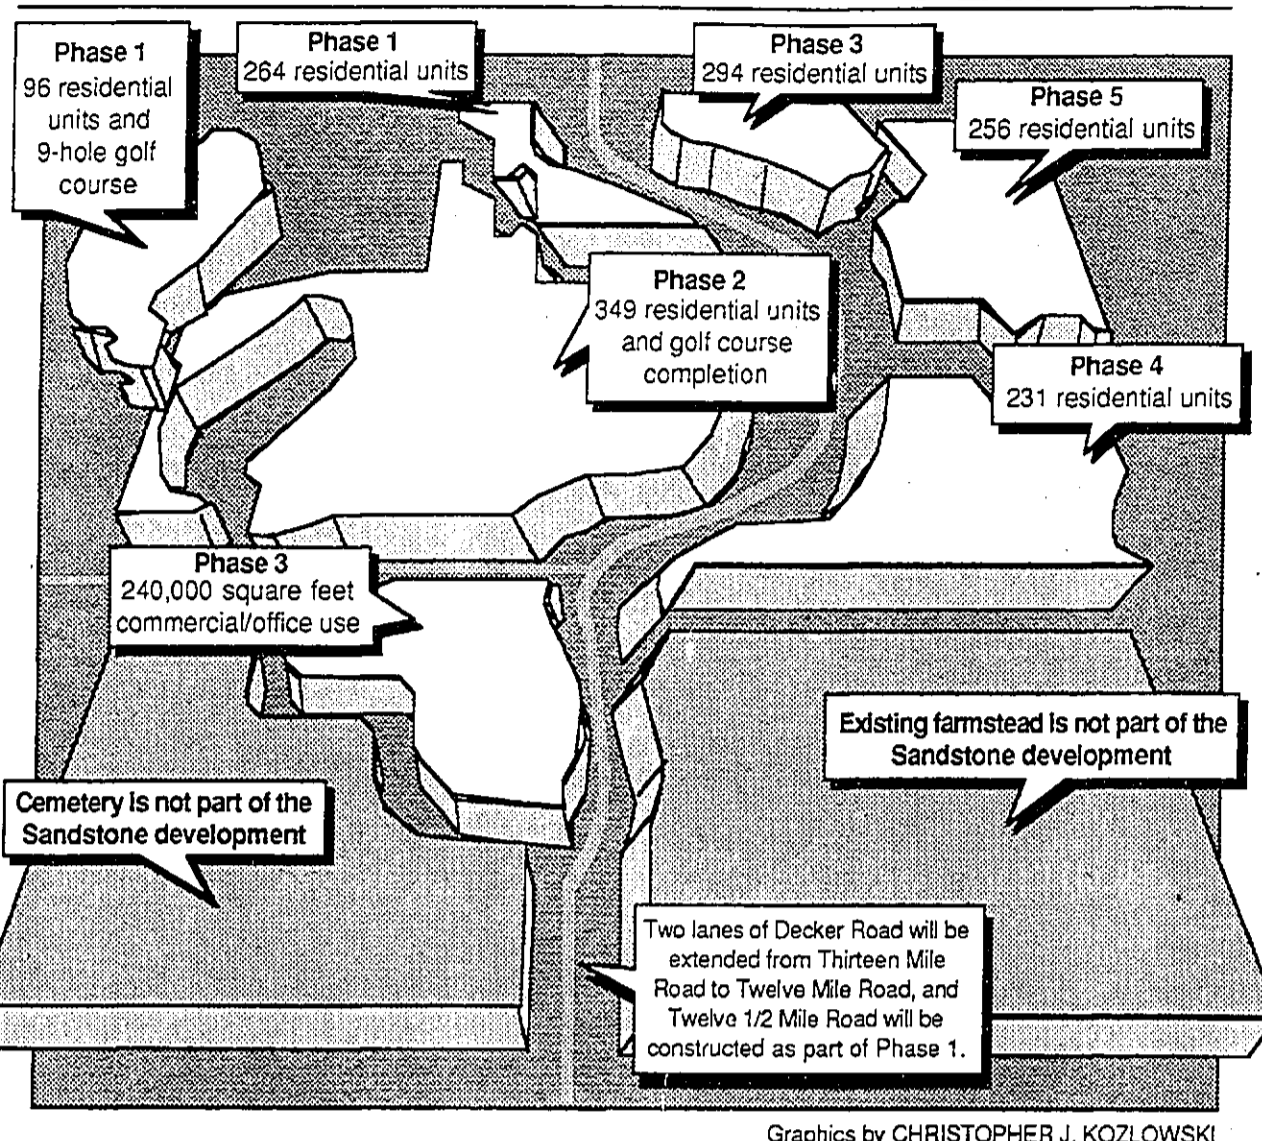 Phase 1
96 residential
units and
9-hole golf
course
Phase 1
264 residential units
Phase 3
294 residential units
Phase 5
256 residential units
Phase 2
349 residential units
and golf course
completion
Phase 4
231 residential units
Phase 3
240,000 square feet
commercial/office use
Existing farmstead is not part of the
Sandstone development
Cemetery is not part of the
Sandstone development
Two lanes of Decker Road will be
extended from Thirteen Mile
Road to Twelve Mile Road, and
Twelve 1/2 Mile Road will be
constructed as part of Phase 1.
Graphics by CHRISTOPHER J. KOZLOWSKI